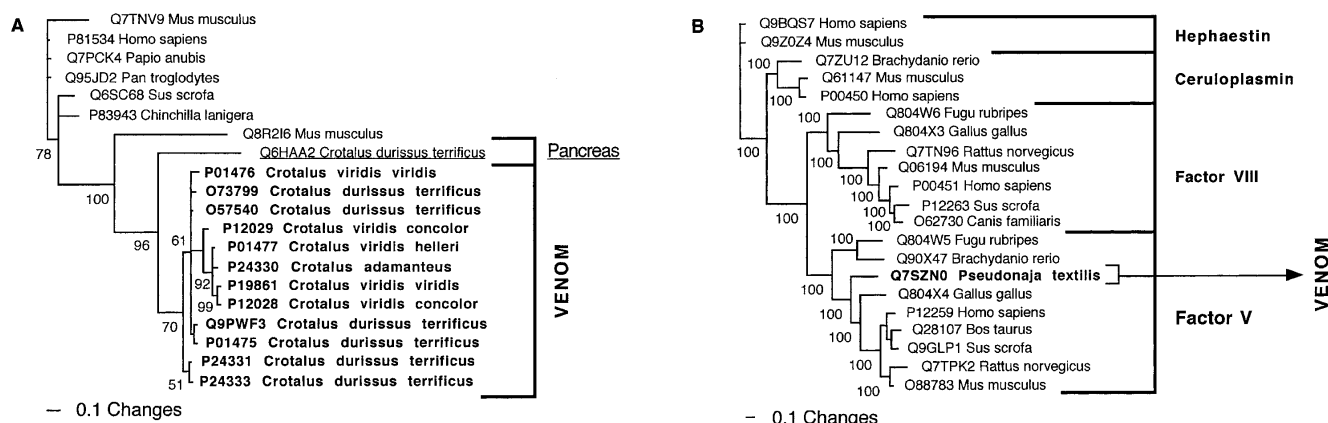 A
Q7TNV9 Mus musculus
P81534 Homo sapiens
Q7PCK4 Papio anubis
Q95JD2 Pan troglodytes
Q6SC68 Sus scrofa
P83943 Chinchilla lanigera
78
Q8R2I6 Mus musculus
Q6HAA2 Crotalus durissus terrificus
Pancreas
P01476 Crotalus viridis viridis
O73799 Crotalus durissus terrificus
100
O57540 Crotalus durissus terrificus
P12029 Crotalus viridis concolor
61
96
P01477 Crotalus viridis helleri
P24330 Crotalus adamanteus
92
P19861 Crotalus viridis viridis
99
P12028 Crotalus viridis concolor
Q9PWF3 Crotalus durissus terrificus
70
P01475 Crotalus durissus terrificus
P24331 Crotalus durissus terrificus
51
P24333 Crotalus durissus terrificus
VENOM
0.1 Changes
B
Q9BQS7 Homo sapiens
Q9Z0Z4 Mus musculus
Hephaestin
100
Q7ZU12 Brachydanio rerio
Q61147 Mus musculus
100
P00450 Homo sapiens
Ceruloplasmin
100
100
Q804W6 Fugu rubripes
Q804X3 Gallus gallus
100
Q7TN96 Rattus norvegicus
Q06194 Mus musculus
100
P00451 Homo sapiens
100
P12263 Sus scrofa
100
O62730 Canis familiaris
100
Factor VIII
100
Q804W5 Fugu rubripes
100
Q90X47 Brachydanio rerio
Q7SZN0 Pseudonaja textilis
VENOM
100
Q804X4 Gallus gallus
100
P12259 Homo sapiens
Q28107 Bos taurus
100
Q9GLP1 Sus scrofa
100
Q7TPK2 Rattus norvegicus
100
O88783 Mus musculus
Factor V
0.1 Changes